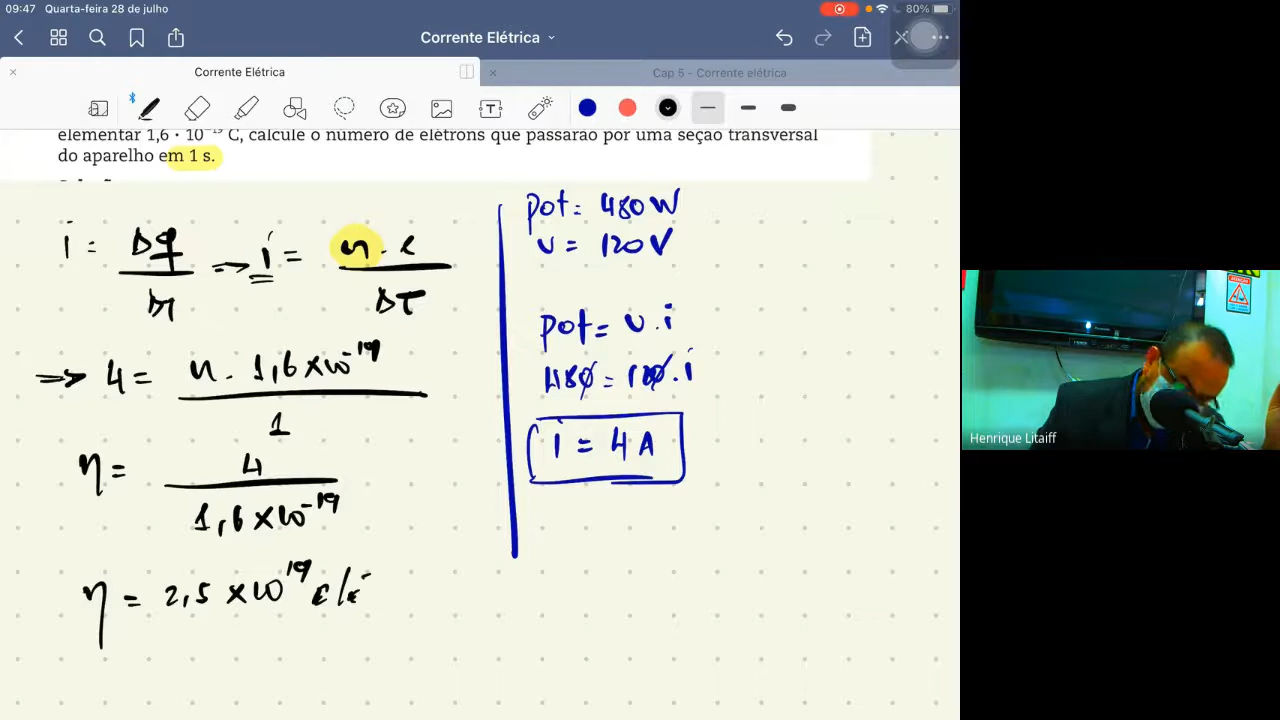 09:47 Quarta-feira 28 de julho
80%
Corrente Elétrica
Corrente Elétrica
Cap 5 - Corrente elétrica
elementar 1,6 · 10⁻¹⁹ C, calcule o número de elétrons que passarão por uma seção transversal
do aparelho em 1 s.
i = Δq/Δt => i = n · e/ΔT
=> 4 = n · 1,6 x 10⁻¹⁹/1
η = 4/1,6 x 10⁻¹⁹
η = 2,5 x 10¹⁹ elé
pot = 480 W
U = 120 V
pot = U . i
480 = 120 . i
i = 4 A
Henrique Litaiff